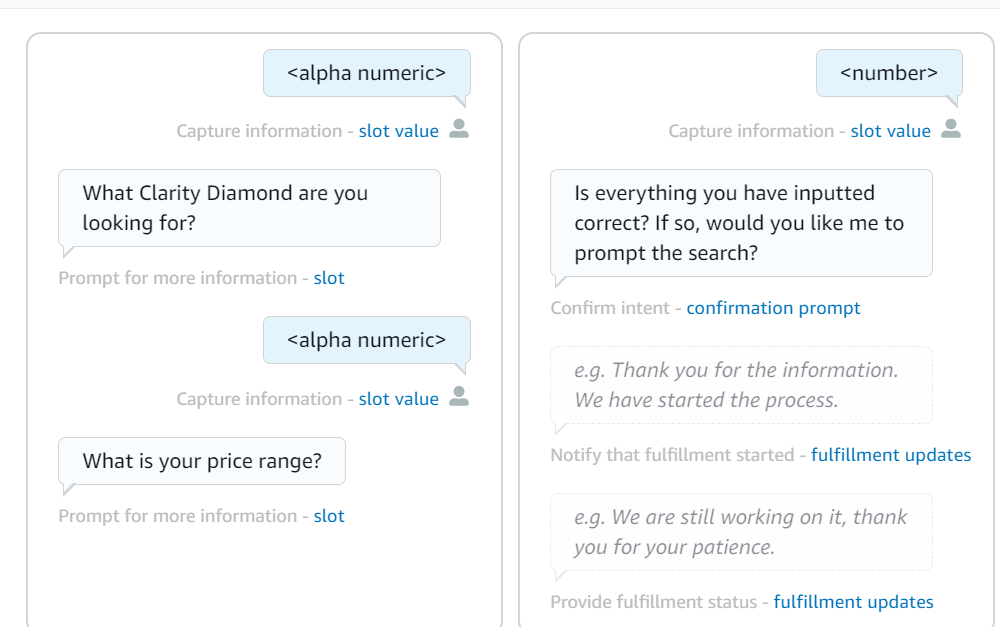 <alpha numeric>
Capture information - slot value
What Clarity Diamond are you
looking for?
Prompt for more information - slot
<alpha numeric>
Capture information - slot value
What is your price range?
Prompt for more information - slot
<number>
Capture information - slot value
Is everything you have inputted
correct? If so, would you like me to
prompt the search?
Confirm intent - confirmation prompt
e.g. Thank you for the information.
We have started the process.
Notify that fulfillment started - fulfillment updates
e.g. We are still working on it, thank
you for your patience.
Provide fulfillment status - fulfillment updates